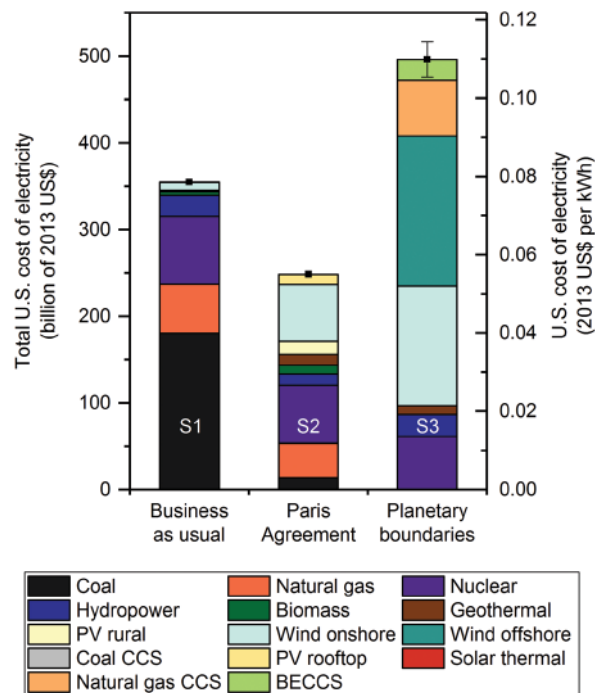 Total U.S. cost of electricity
(billion of 2013 US$)
500
400
300
200
100
0
S1
S2
S3
0.12
0.10
0.08
0.06
0.04
0.02
0.00
U.S. cost of electricity
(2013 US$ per kWh)
Business
as usual
Paris
Agreement
Planetary
boundaries
Coal
Natural gas
Nuclear
Hydropower
Biomass
Geothermal
PV rural
Wind onshore
Wind offshore
Coal CCS
PV rooftop
Solar thermal
Natural gas CCS
BECCS